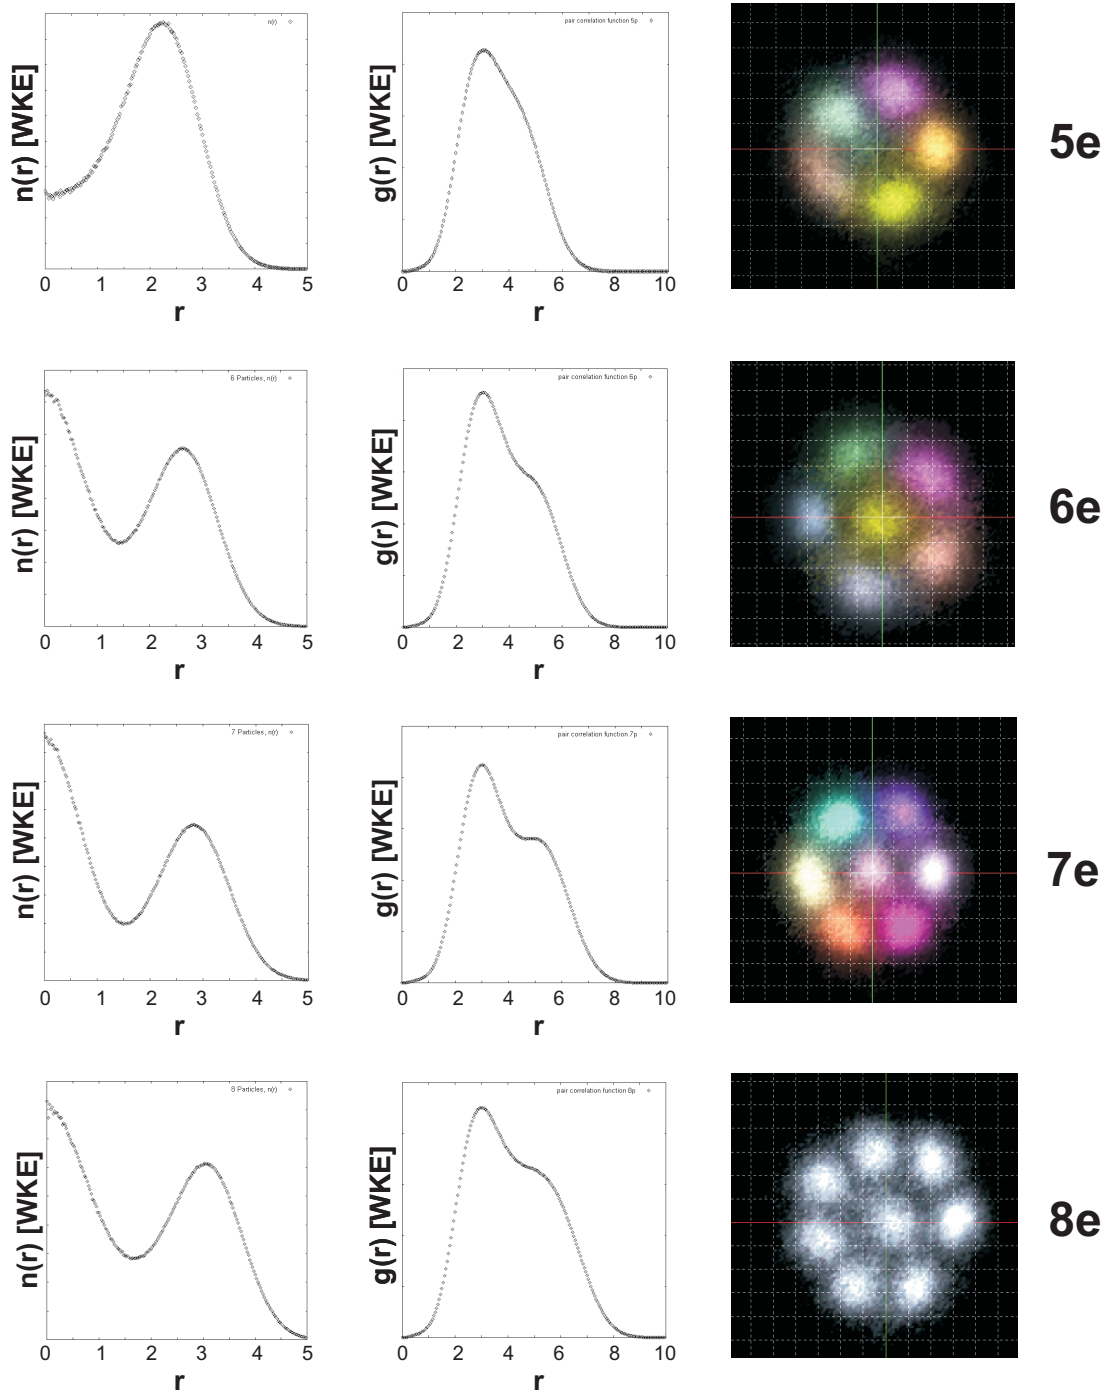 n(r)
n(r) [WKE]
0 1 2 3 4 5
r
pair correlation function 5p
g(r) [WKE]
0 2 4 6 8 10
r
5e
6 Particles, n(r)
n(r) [WKE]
0 1 2 3 4 5
r
pair correlation function 6p
g(r) [WKE]
0 2 4 6 8 10
r
6e
7 Particles, n(r)
n(r) [WKE]
0 1 2 3 4 5
r
pair correlation function 7p
g(r) [WKE]
0 2 4 6 8 10
r
7e
8 Particles, n(r)
n(r) [WKE]
0 1 2 3 4 5
r
pair correlation function 8p
g(r) [WKE]
0 2 4 6 8 10
r
8e